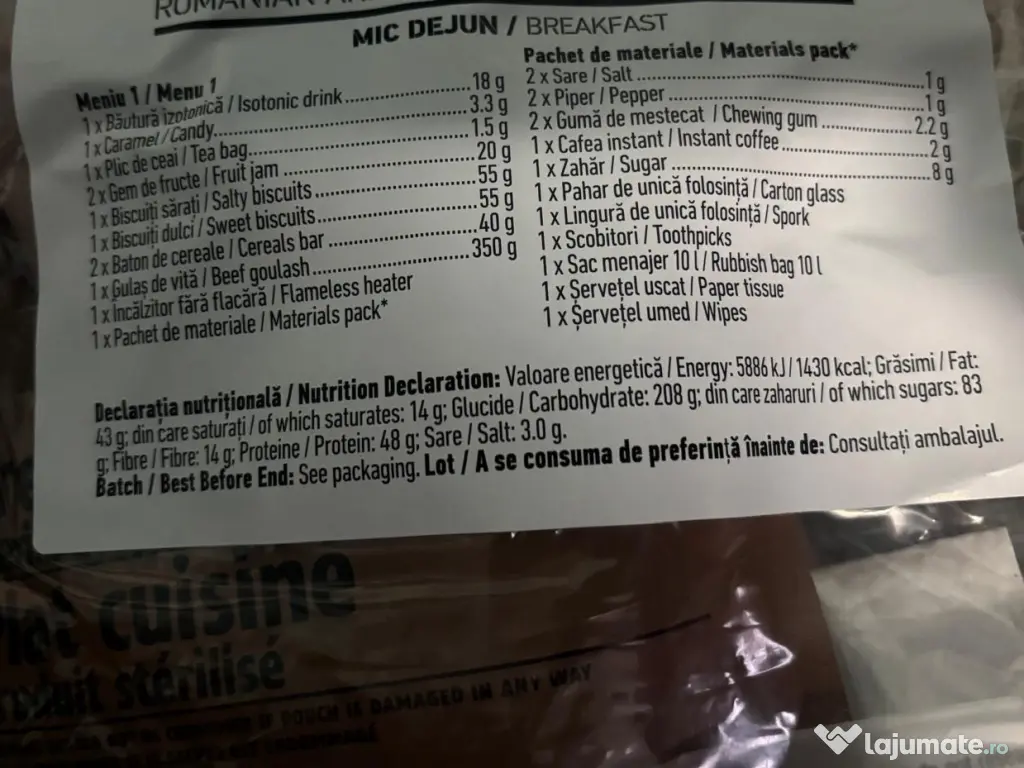 MIC DEJUN / BREAKFAST
Meniu 1 / Menu 1
1 x Băutură izotonică / Isotonic drink 18 g
1 x Caramel / Candy 3.3 g
1 x Plic de ceai / Tea bag 1.5 g
2 x Gem de fructe / Fruit jam 20 g
1 x Biscuiți sărați / Salty biscuits 55 g
1 x Biscuiți dulci / Sweet biscuits 55 g
2 x Baton de cereale / Cereals bar 40 g
1 x Gulaș de vită / Beef goulash 350 g
1 x Încălzitor fără flacără / Flameless heater
1 x Pachet de materiale / Materials pack*
Pachet de materiale / Materials pack*
2 x Sare / Salt 1 g
2 x Piper / Pepper 1 g
2 x Gumă de mestecat / Chewing gum 2.2 g
1 x Cafea instant / Instant coffee 2 g
1 x Zahăr / Sugar 8 g
1 x Pahar de unică folosință / Carton glass
1 x Lingură de unică folosință / Spork
1 x Scobitori / Toothpicks
1 x Sac menajer 10 l / Rubbish bag 10 l
1 x Șervețel uscat / Paper tissue
1 x Șervețel umed / Wipes
Declarația nutrițională / Nutrition Declaration: Valoare energetică / Energy: 5886 kJ / 1430 kcal; Grăsimi / Fat:
43 g; din care saturați / of which saturates: 14 g; Glucide / Carbohydrate: 208 g; din care zaharuri / of which sugars: 83
g; Fibre / Fibre: 14 g; Proteine / Protein: 48 g; Sare / Salt: 3.0 g.
Batch / Best Before End: See packaging. Lot / A se consuma de preferință înainte de: Consultați ambalajul.
cuisine
stérilisé
IF POUCH IS DAMAGED IN ANY WAY
lajumate.ro